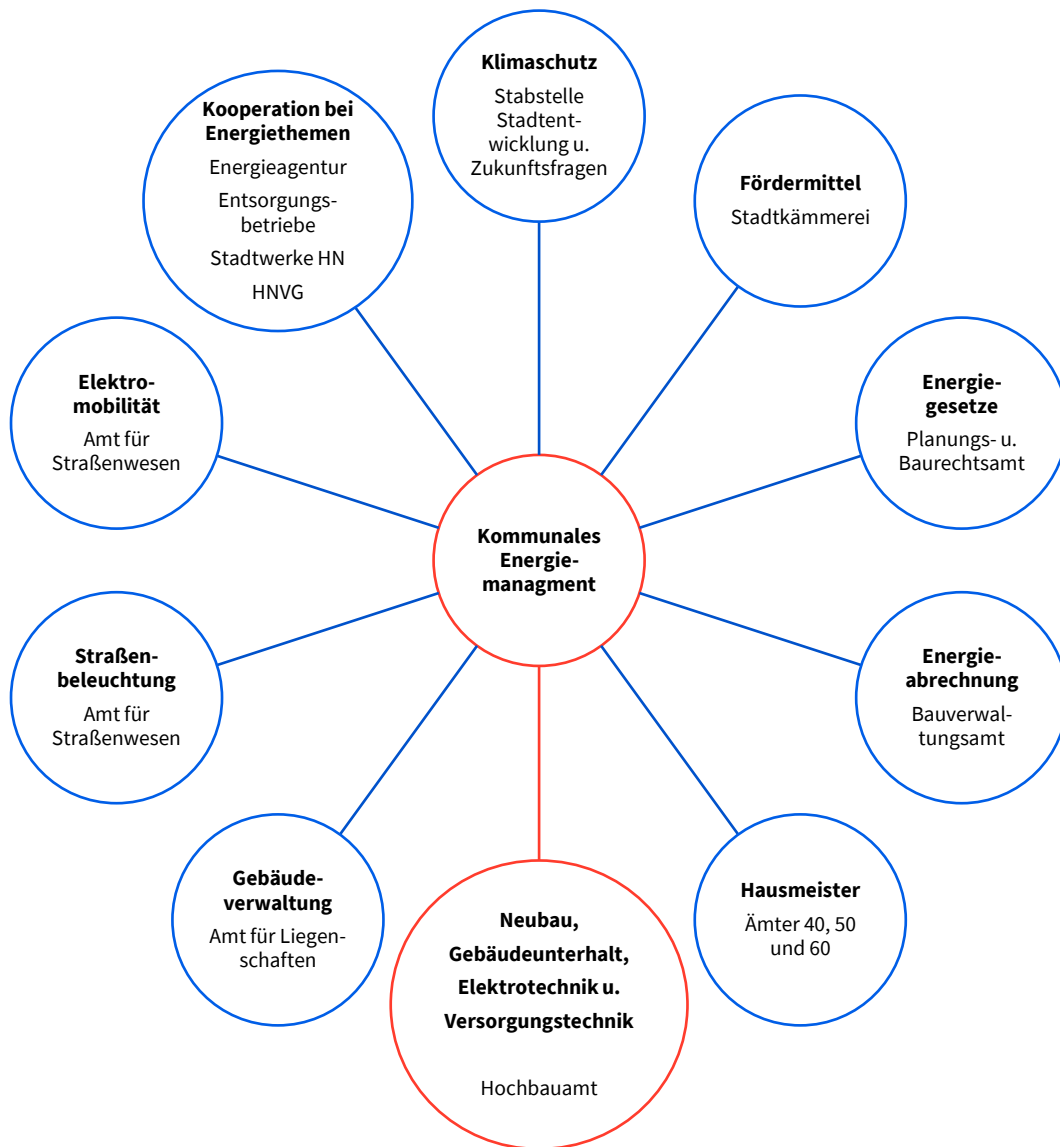 Klimaschutz
Stabstelle
Stadtent-
wicklung u.
Zukunftsfragen
Kooperation bei
Energiethemen
Energieagentur
Entsorgungs-
betriebe
Stadtwerke HN
HNVG
Fördermittel
Stadtkämmerei
Elektro-
mobilität
Amt für
Straßenwesen
Energie-
gesetze
Planungs- u.
Baurechtsamt
Kommunales
Energie-
managment
Straßen-
beleuchtung
Amt für
Straßenwesen
Energie-
abrechnung
Bauverwal-
tungsamt
Gebäude-
verwaltung
Amt für Liegen-
schaften
Neubau,
Gebäudeunterhalt,
Elektrotechnik u.
Versorgungstechnik
Hochbauamt
Hausmeister
Ämter 40, 50
und 60